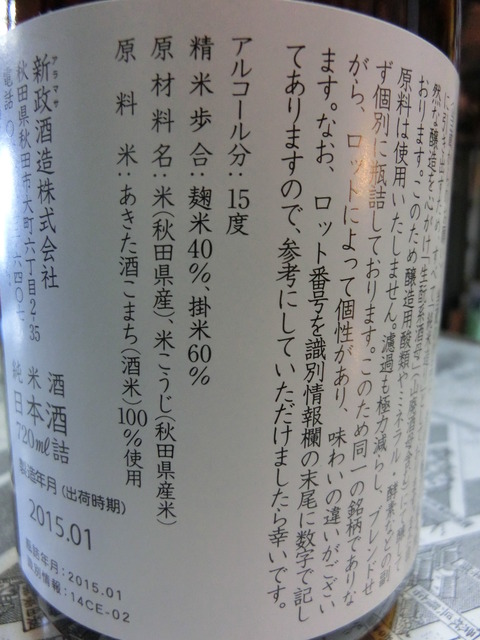 然な醸造を心がけ「生酛系酒母」
おります。このため醸造用酸類やミネラル・酵素などの副
原料は使用いたしません。濾過も極力減らし、ブレンドせ
ず個別に瓶詰しております。このため同一の銘柄でありな
がら、ロットによって個性があり、味わいの違いがござい
ます。なお、ロット番号を識別情報欄の末尾に数字で記し
てありますので、参考にしていただけましたら幸いです。
アルコール分：15度
精米歩合：麹米40%、掛米60%
原材料名：米(秋田県産)、米こうじ(秋田県産米)
原料米：あきた酒こまち(酒米)100%使用
アラマサ
新政酒造株式会社
秋田県秋田市大町六丁目2-35
電話
純米酒
日本酒
720ml詰
製造年月(出荷時期)
2015.01
瓶詰年月：2015.01
識別情報：14CE-02